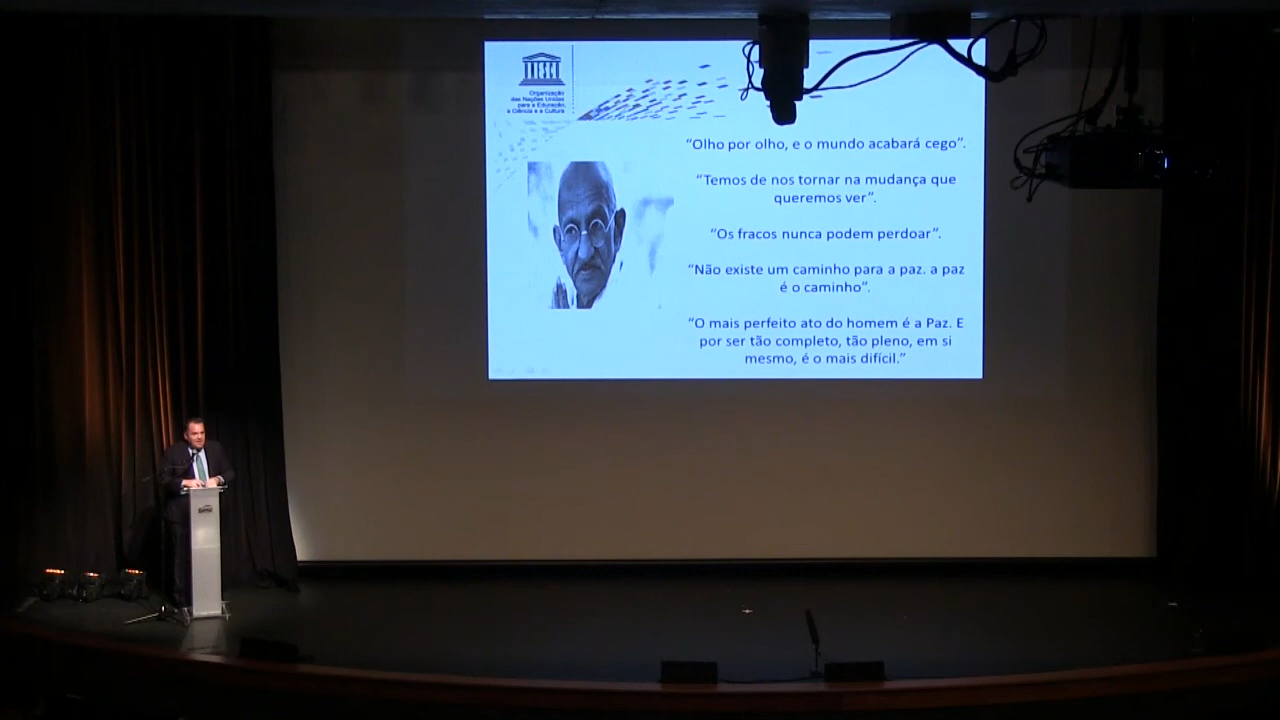 UNESCO
Organização
das Nações Unidas
para a Educação,
a Ciência e a Cultura
“Olho por olho, e o mundo acabará cego”.
“Temos de nos tornar na mudança que
queremos ver”.
“Os fracos nunca podem perdoar”.
“Não existe um caminho para a paz. a paz
é o caminho”.
“O mais perfeito ato do homem é a Paz. E
por ser tão completo, tão pleno, em si
mesmo, é o mais difícil.”